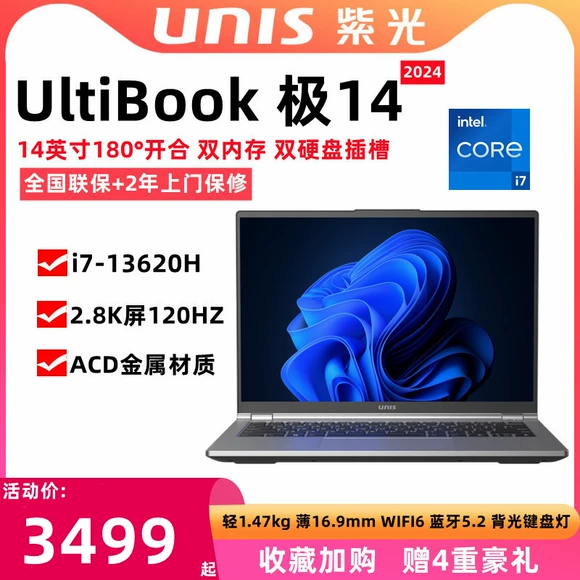 UNIS 紫光
2024
UltiBook 极14
14英寸180°开合 双内存 双硬盘插槽
全国联保+2年上门保修
intel
CORE
i7
i7-13620H
2.8K屏120HZ
ACD金属材质
UNIS
活动价:
3499起
轻1.47kg 薄16.9mm WIFI6 蓝牙5.2 背光键盘灯
收藏加购 赠4重豪礼